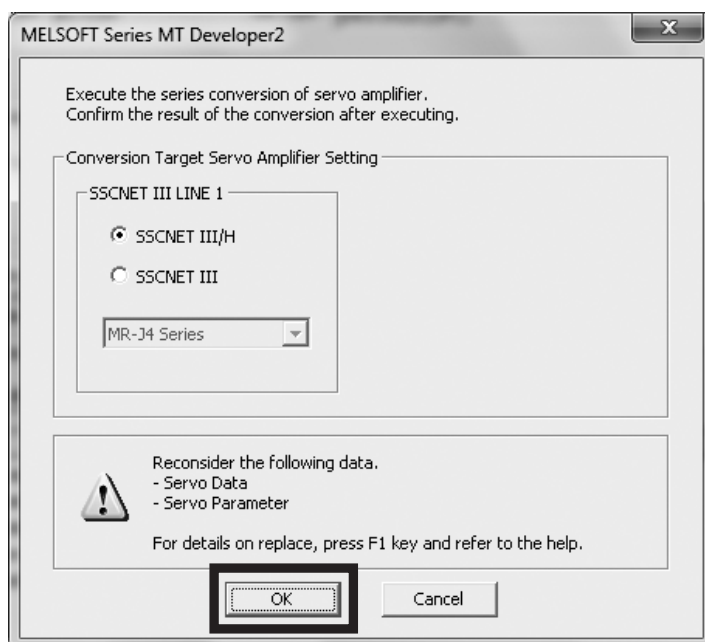 MELSOFT Series MT Developer2
Execute the series conversion of servo amplifier.
Confirm the result of the conversion after executing.
Conversion Target Servo Amplifier Setting
SSCNET III LINE 1
SSCNET III/H
SSCNET III
MR-J4 Series
Reconsider the following data.
- Servo Data
- Servo Parameter
For details on replace, press F1 key and refer to the help.
OK
Cancel